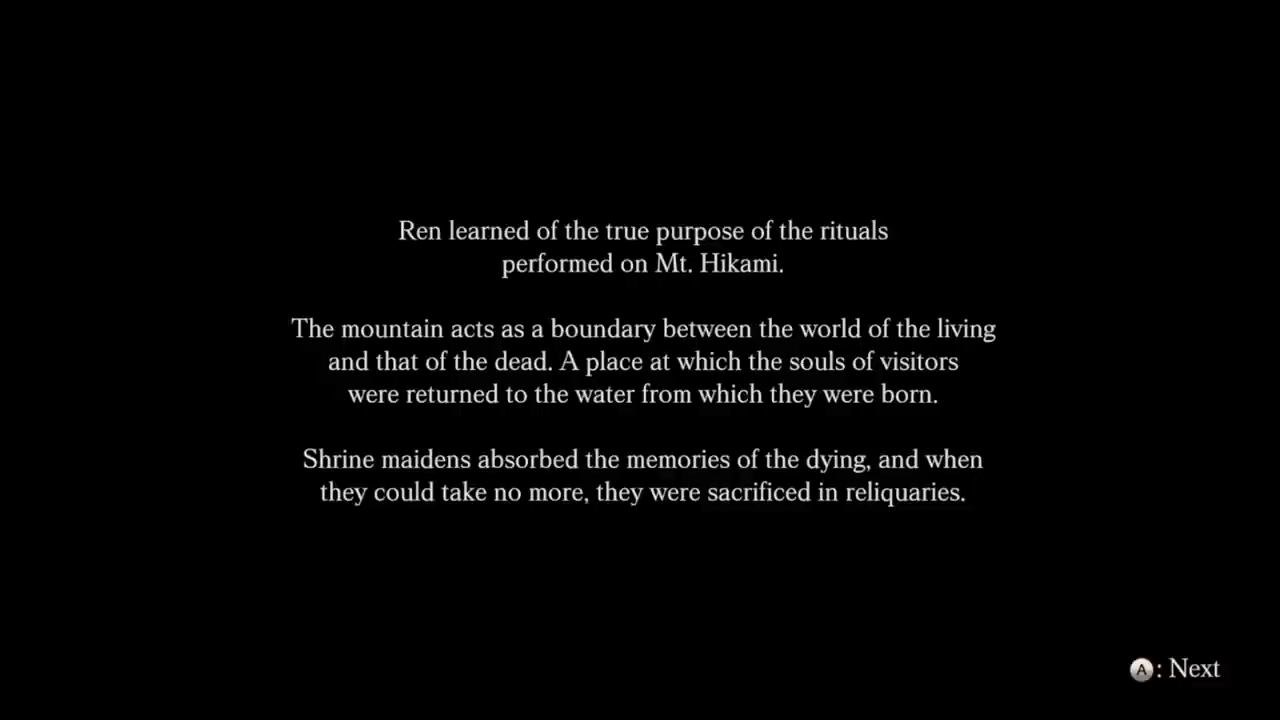 Ren learned of the true purpose of the rituals
performed on Mt. Hikami.
The mountain acts as a boundary between the world of the living
and that of the dead. A place at which the souls of visitors
were returned to the water from which they were born.
Shrine maidens absorbed the memories of the dying, and when
they could take no more, they were sacrificed in reliquaries.
A: Next